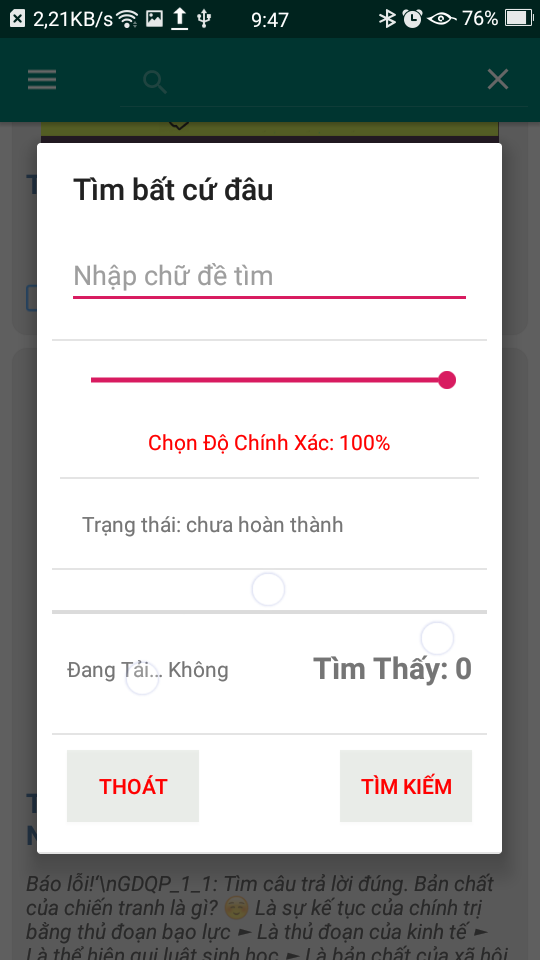 2,21KB/s 9:47 76%
Tìm bất cứ đâu
Nhập chữ đề tìm
Chọn Độ Chính Xác: 100%
Trạng thái: chưa hoàn thành
Đang Tải... Không
Tìm Thấy: 0
THOÁT
TÌM KIẾM
Báo lỗi!'\nGDQP_1_1: Tìm câu trả lời đúng. Bản chất
của chiến tranh là gì? ☺️ Là sự kế tục của chính trị
bằng thủ đoạn bạo lực ► Là thủ đoạn của kinh tế ►
Là thể hiện qui luật sinh học ► Là bản chất của xã hội